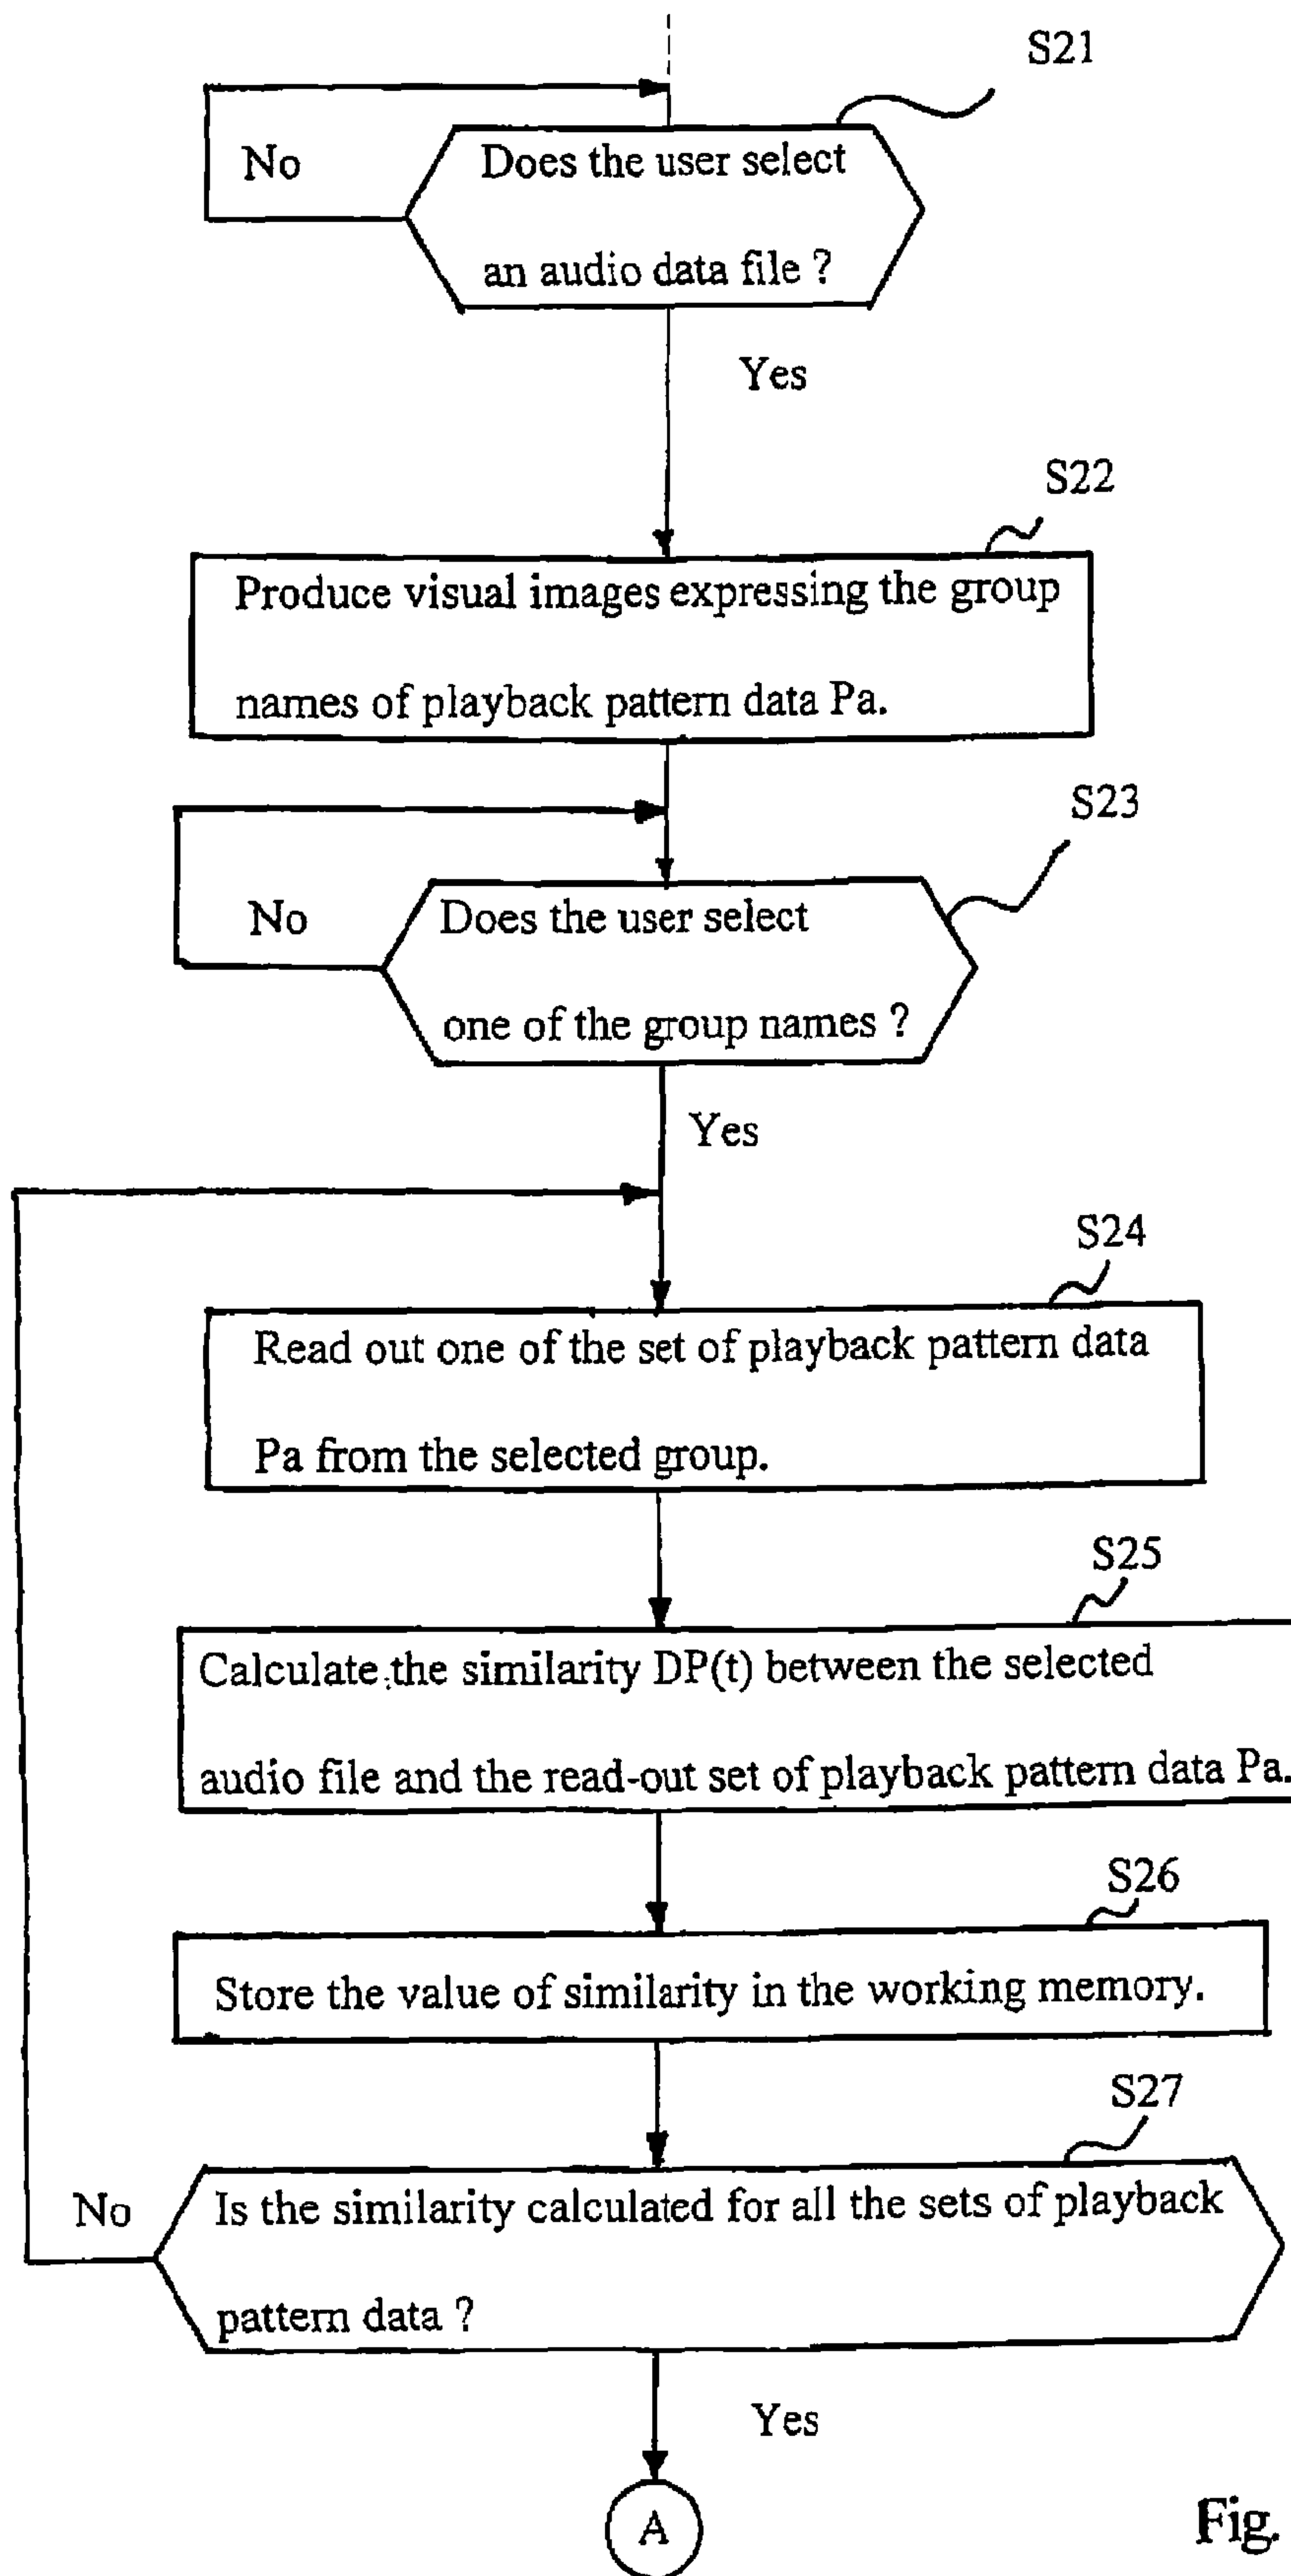 S21
No
Does the user select
an audio data file ?
Yes
S22
Produce visual images expressing the group
names of playback pattern data Pa.
S23
No
Does the user select
one of the group names ?
Yes
S24
Read out one of the set of playback pattern data
Pa from the selected group.
S25
Calculate the similarity DP(t) between the selected
audio file and the read-out set of playback pattern data Pa.
S26
Store the value of similarity in the working memory.
S27
No
Is the similarity calculated for all the sets of playback
pattern data ?
Yes
A
Fig.